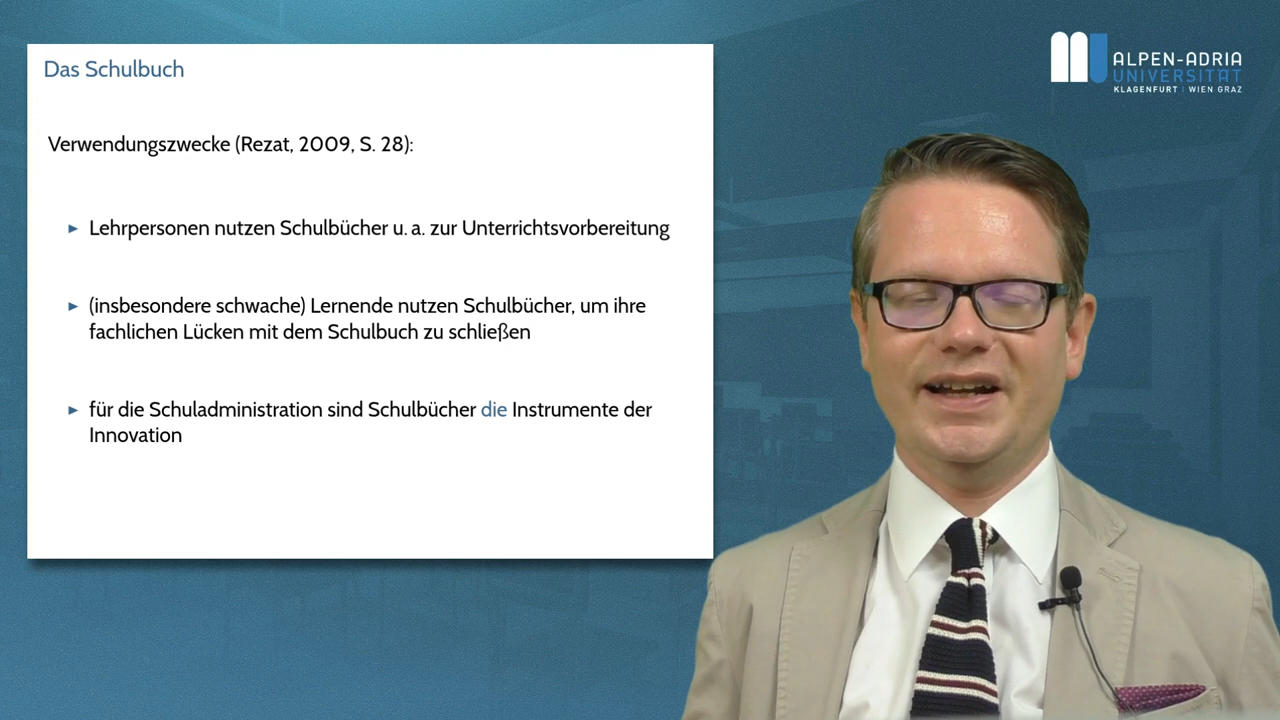 Das Schulbuch
Verwendungszwecke (Rezat, 2009, S. 28):
► Lehrpersonen nutzen Schulbücher u. a. zur Unterrichtsvorbereitung
► (insbesondere schwache) Lernende nutzen Schulbücher, um ihre
fachlichen Lücken mit dem Schulbuch zu schließen
► für die Schuladministration sind Schulbücher die Instrumente der
Innovation
ALPEN-ADRIA
UNIVERSITÄT
KLAGENFURT | WIEN GRAZ